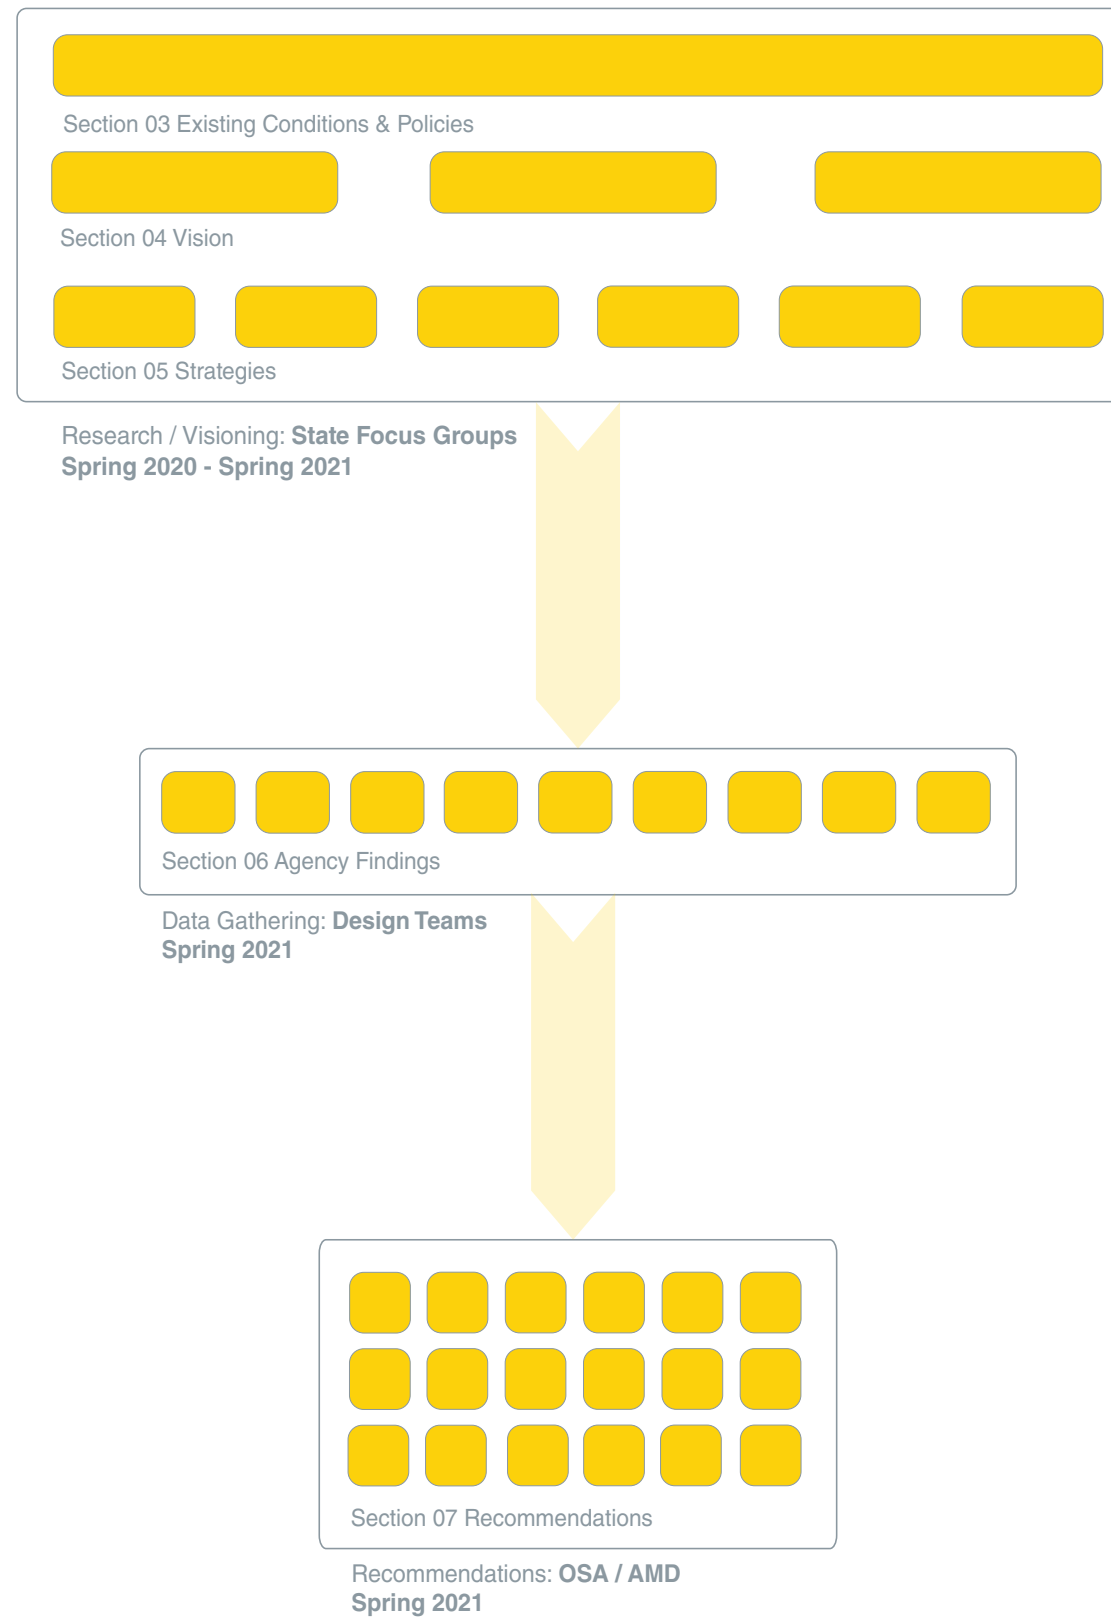 Section 03 Existing Conditions & Policies
Section 04 Vision
Section 05 Strategies
Research / Visioning: State Focus Groups
Spring 2020 - Spring 2021
Section 06 Agency Findings
Data Gathering: Design Teams
Spring 2021
Section 07 Recommendations
Recommendations: OSA / AMD
Spring 2021